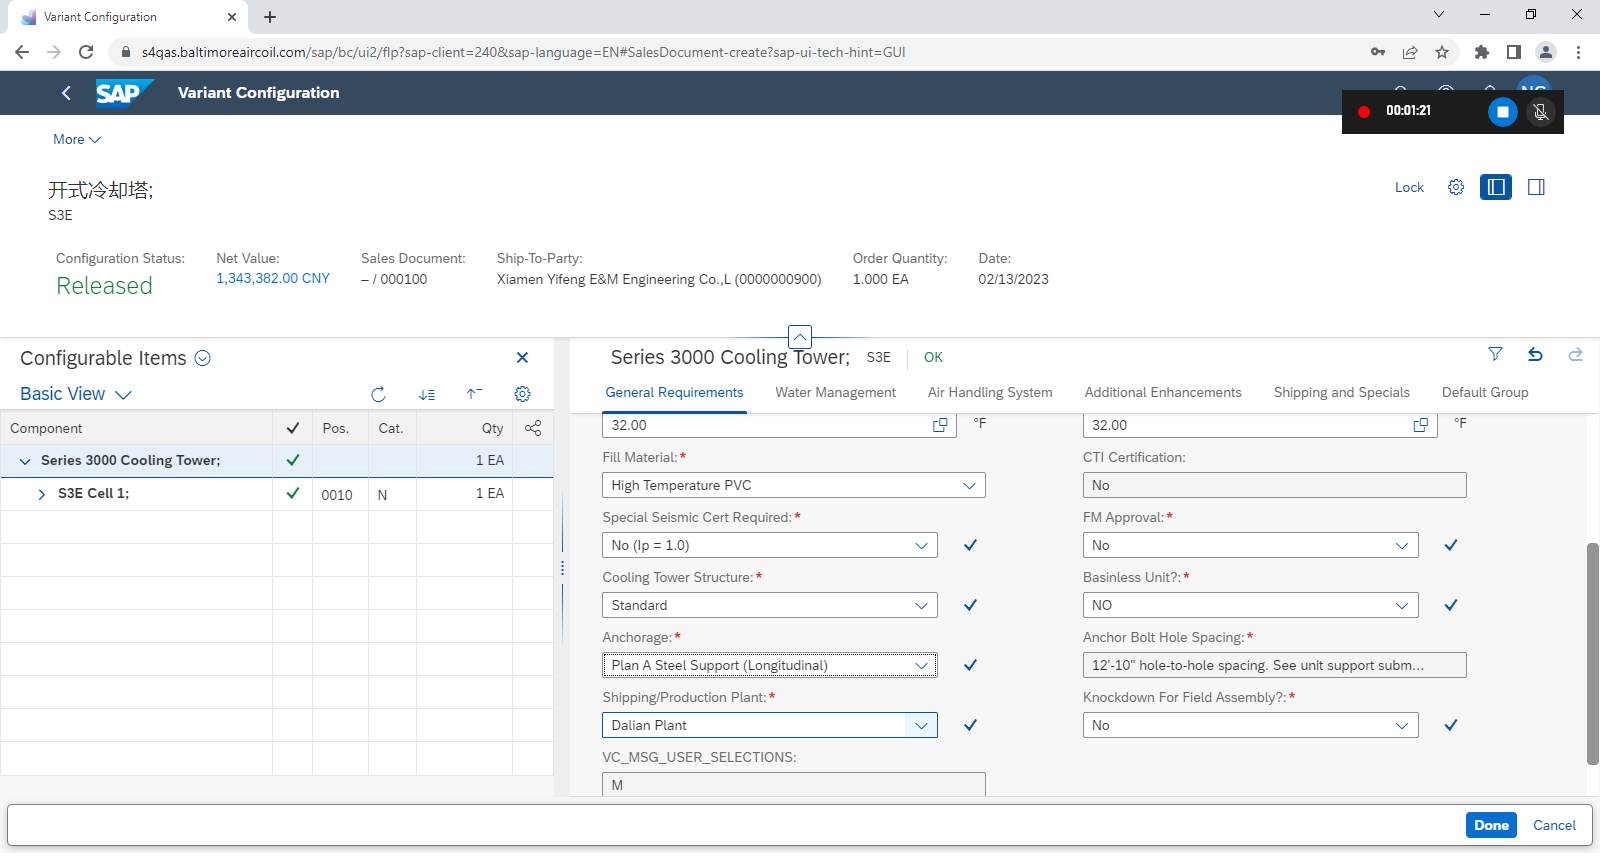 Variant Configuration
s4qas.baltimoreaircoil.com/sap/bc/ui2/flp?sap-client=240&sap-language=EN#SalesDocument-create?sap-ui-tech-hint=GUI
SAP Variant Configuration
00:01:21
More
开式冷却塔;
S3E
Lock
Configuration Status: Net Value: Sales Document: Ship-To-Party: Order Quantity: Date:
Released 1,343,382.00 CNY – / 000100 Xiamen Yifeng E&M Engineering Co.,L (0000000900) 1.000 EA 02/13/2023
Configurable Items
Basic View
Component Pos. Cat. Qty
Series 3000 Cooling Tower; 1 EA
S3E Cell 1; 0010 N 1 EA
Series 3000 Cooling Tower; S3E OK
General Requirements Water Management Air Handling System Additional Enhancements Shipping and Specials Default Group
32.00 °F 32.00 °F
Fill Material:* CTI Certification:
High Temperature PVC No
Special Seismic Cert Required:* FM Approval:*
No (Ip = 1.0) No
Cooling Tower Structure:* Basinless Unit?:*
Standard NO
Anchorage:* Anchor Bolt Hole Spacing:*
Plan A Steel Support (Longitudinal) 12'-10" hole-to-hole spacing. See unit support subm...
Shipping/Production Plant:* Knockdown For Field Assembly?:*
Dalian Plant No
VC_MSG_USER_SELECTIONS:
M
Done Cancel